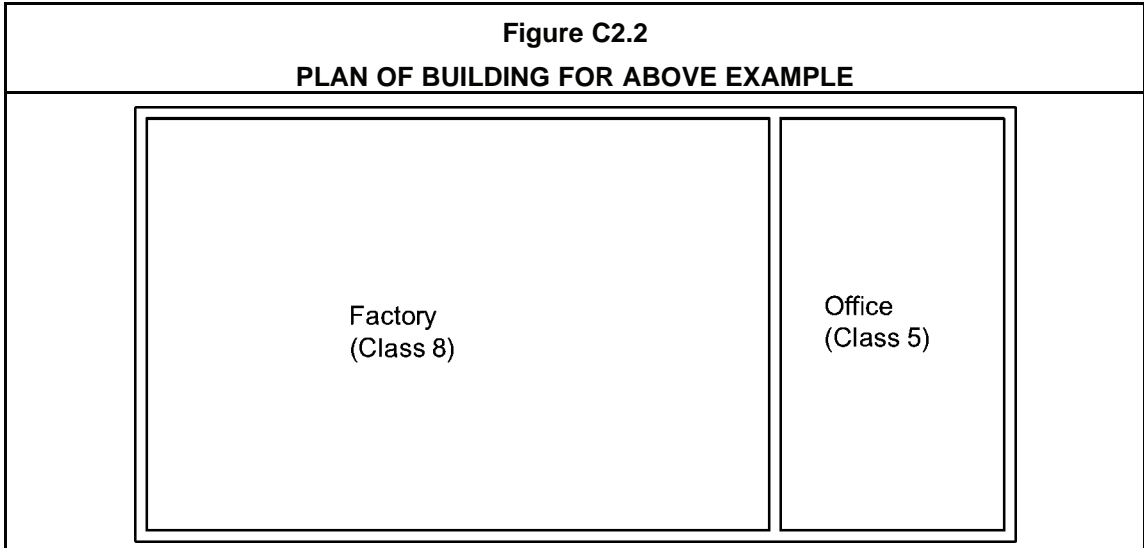 Figure C2.2
PLAN OF BUILDING FOR ABOVE EXAMPLE
Factory
(Class 8)
Office
(Class 5)